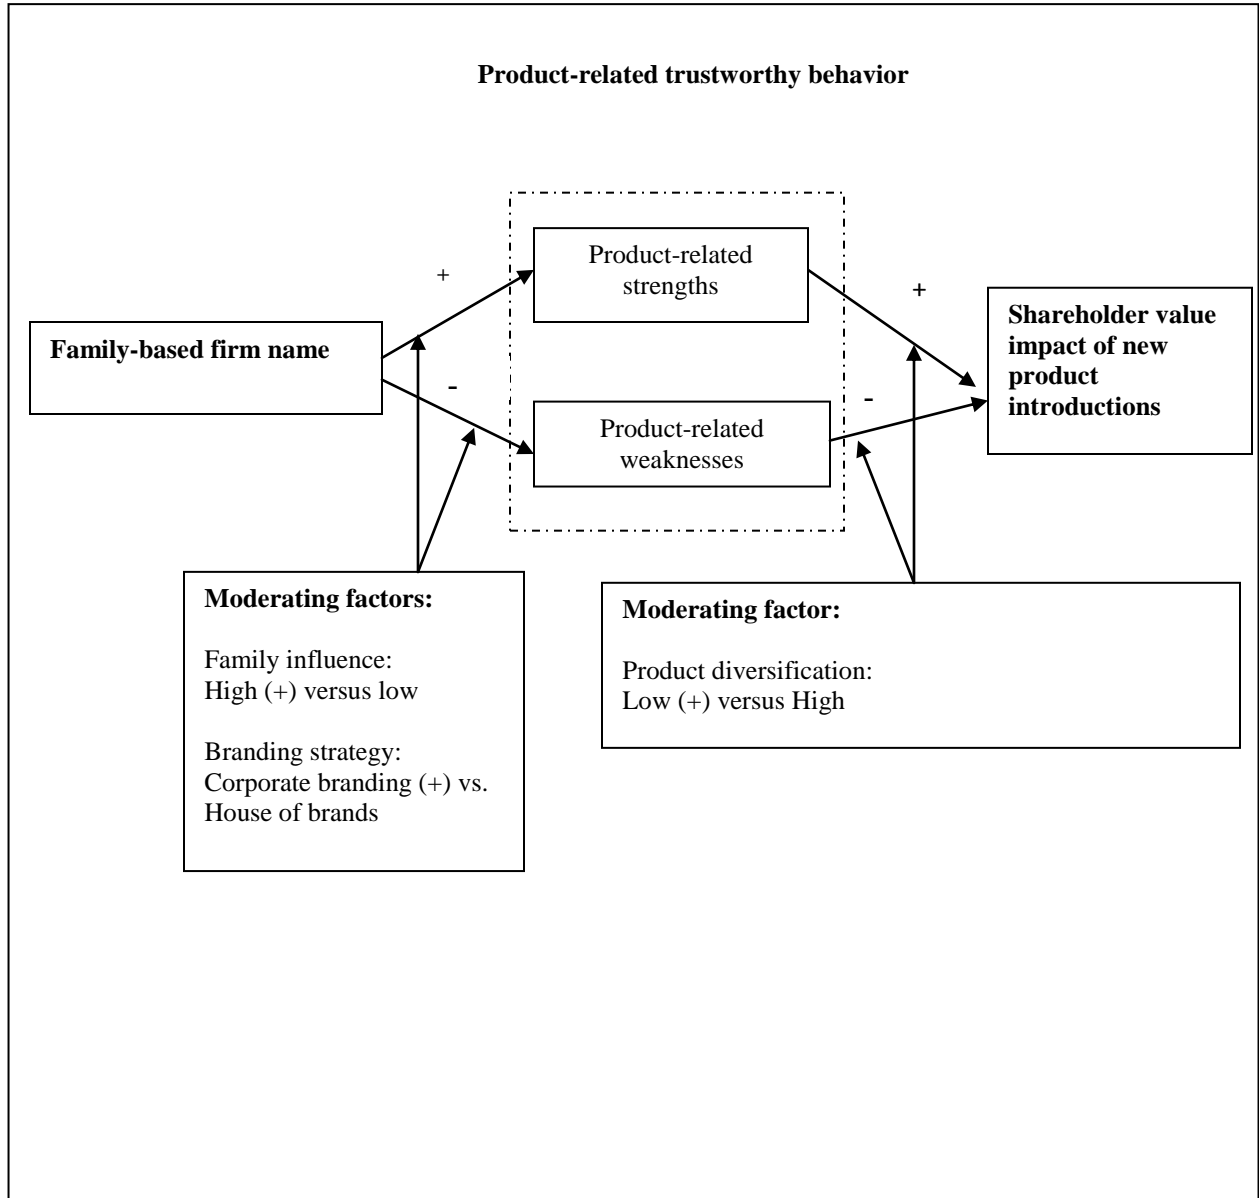 Product-related trustworthy behavior
Product-related
strengths
+
+
Shareholder value
impact of new
product
introductions
Family-based firm name
-
-
Product-related
weaknesses
Moderating factors:
Family influence:
High (+) versus low
Branding strategy:
Corporate branding (+) vs.
House of brands
Moderating factor:
Product diversification:
Low (+) versus High